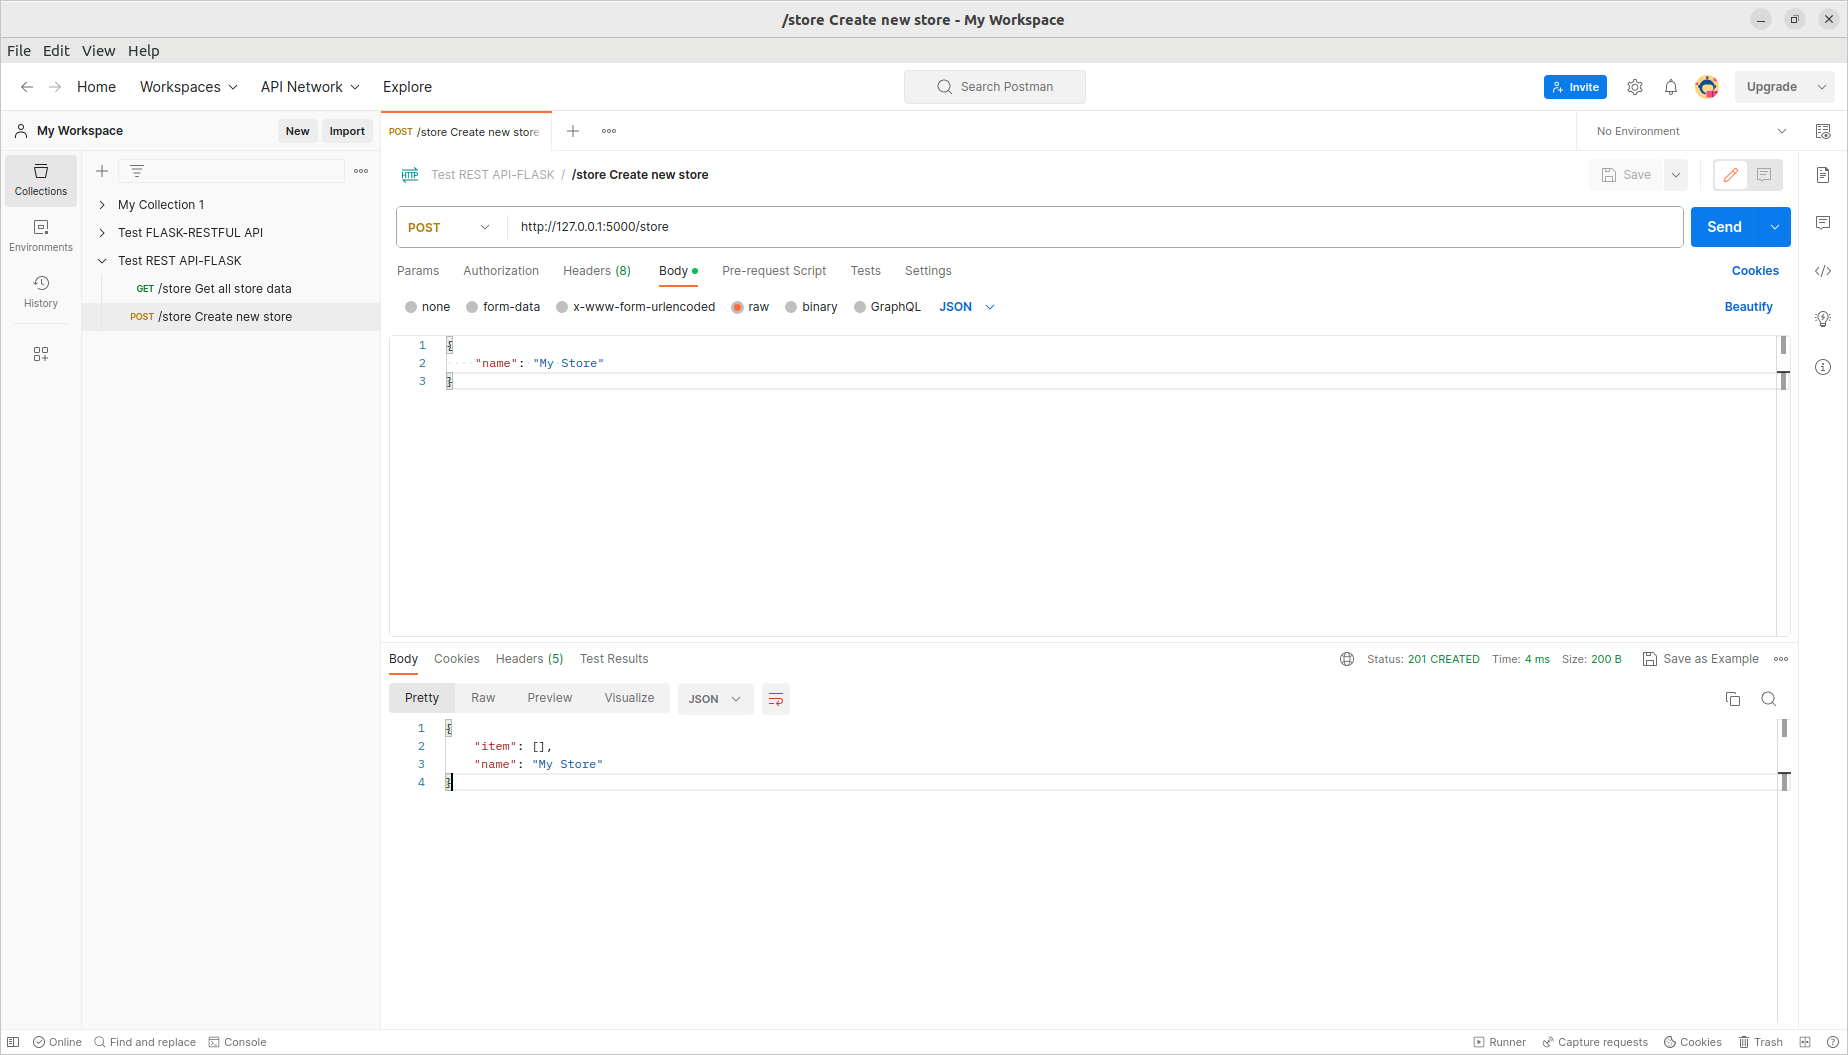 /store Create new store - My Workspace
File Edit View Help
Home Workspaces API Network Explore Search Postman Invite Upgrade
My Workspace New Import POST /store Create new store No Environment
Collections
Environments
History
My Collection 1
Test FLASK-RESTFUL API
Test REST API-FLASK
GET /store Get all store data
POST /store Create new store
HTTP Test REST API-FLASK / /store Create new store Save
POST http://127.0.0.1:5000/store Send
Params Authorization Headers (8) Body Pre-request Script Tests Settings Cookies
none form-data x-www-form-urlencoded raw binary GraphQL JSON Beautify
1 {
2 "name": "My Store"
3 }
Body Cookies Headers (5) Test Results Status: 201 CREATED Time: 4 ms Size: 200 B Save as Example
Pretty Raw Preview Visualize JSON
1 {
2 "item": [],
3 "name": "My Store"
4 }
Online Find and replace Console Runner Capture requests Cookies Trash